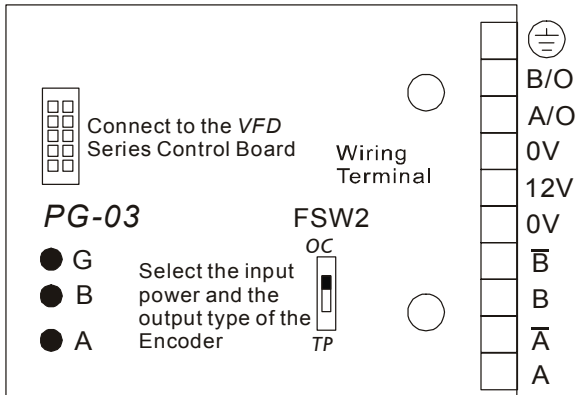 B/O
A/O
Connect to the VFD
Series Control Board
Wiring
Terminal
0V
12V
PG-03
FSW2
0V
OC
G
B̅
Select the input
power and the
output type of the
Encoder
B
B
TP
A
A̅
A